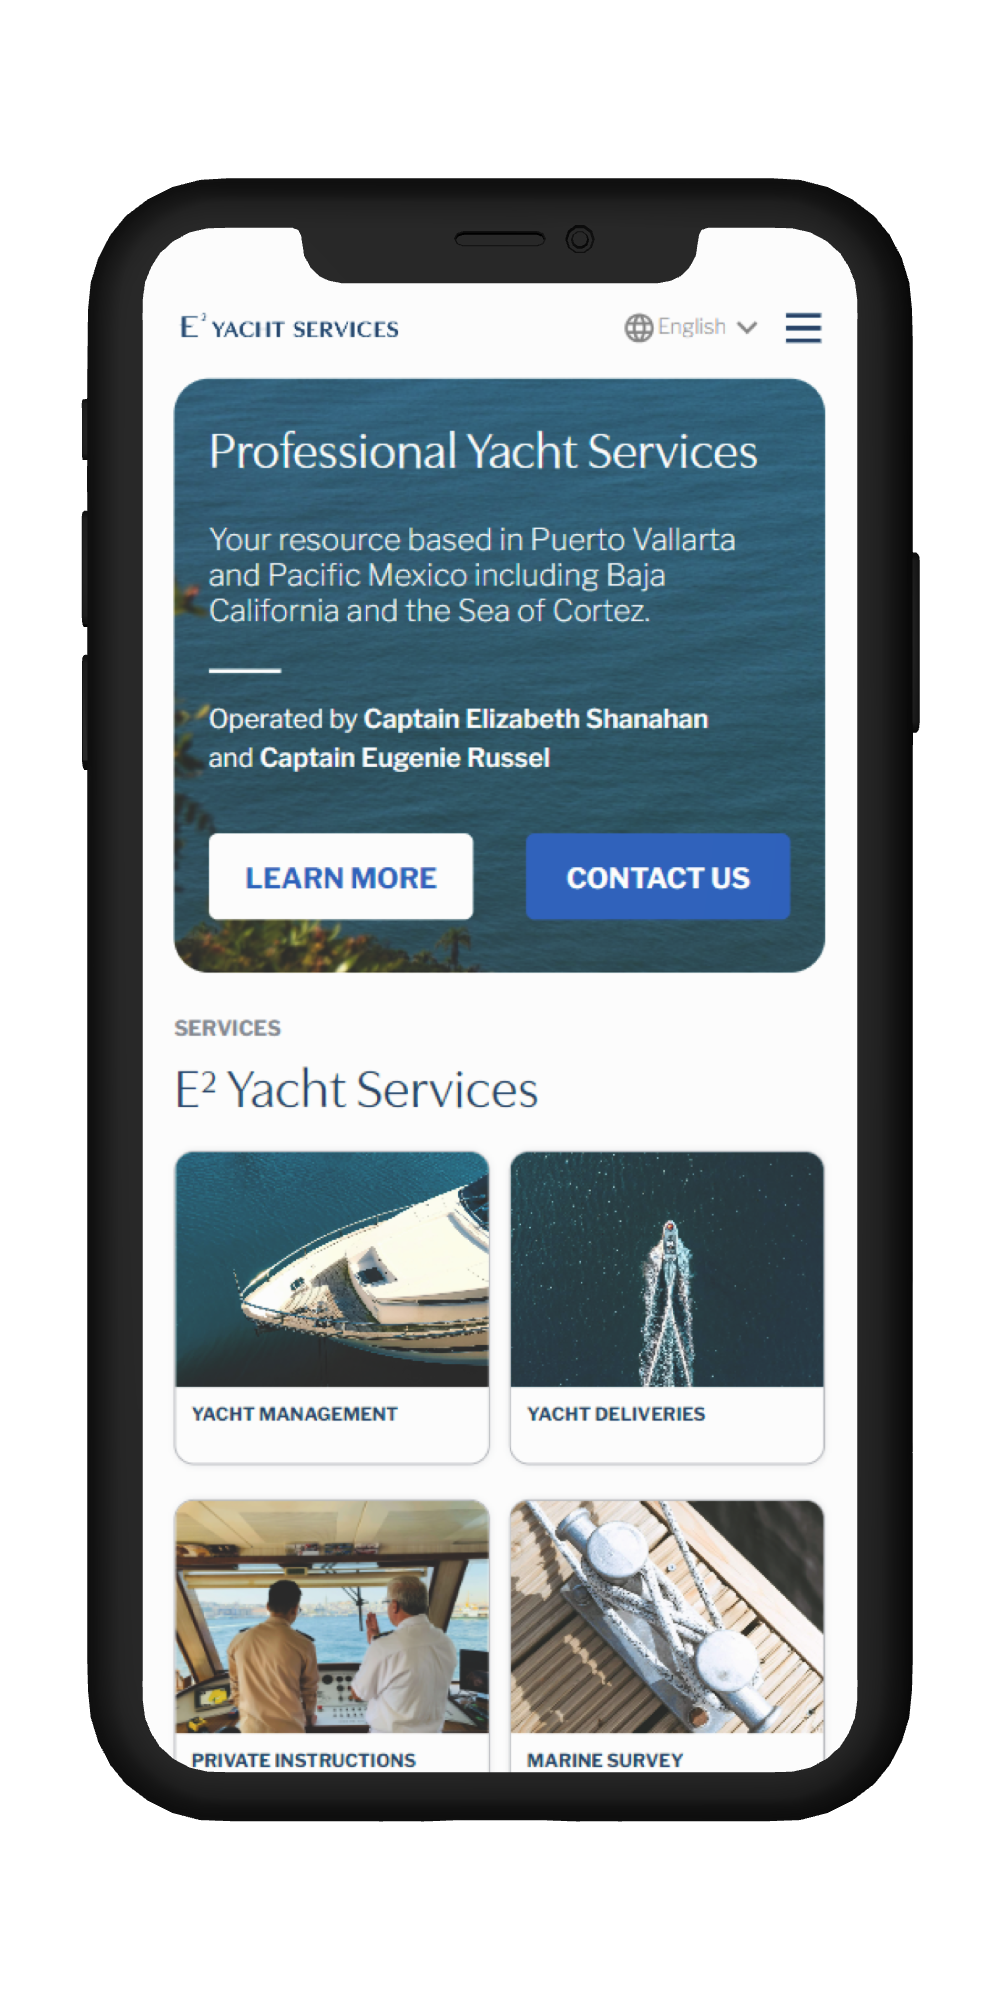 E² YACHT SERVICES
English
Professional Yacht Services
Your resource based in Puerto Vallarta
and Pacific Mexico including Baja
California and the Sea of Cortez.
Operated by Captain Elizabeth Shanahan
and Captain Eugenie Russel
LEARN MORE
CONTACT US
SERVICES
E² Yacht Services
YACHT MANAGEMENT
YACHT DELIVERIES
PRIVATE INSTRUCTIONS
MARINE SURVEY